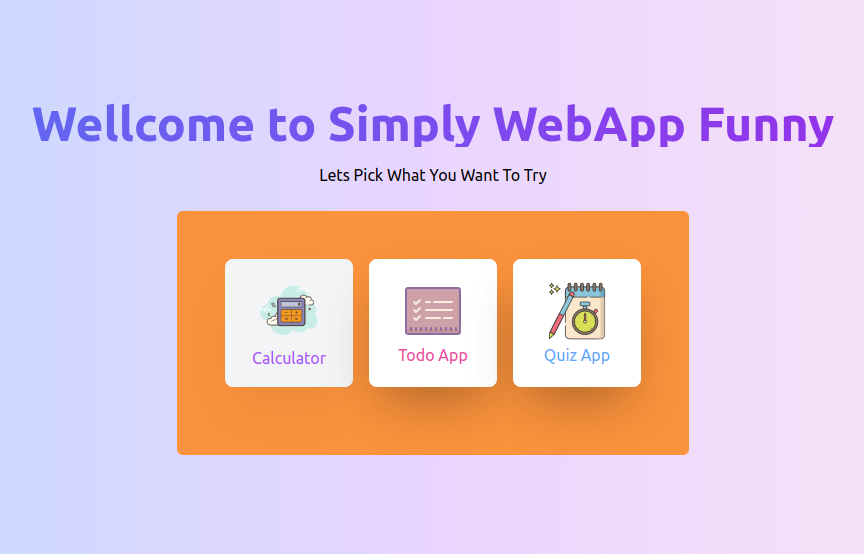 Wellcome to Simply WebApp Funny
Lets Pick What You Want To Try
Calculator
Todo App
Quiz App